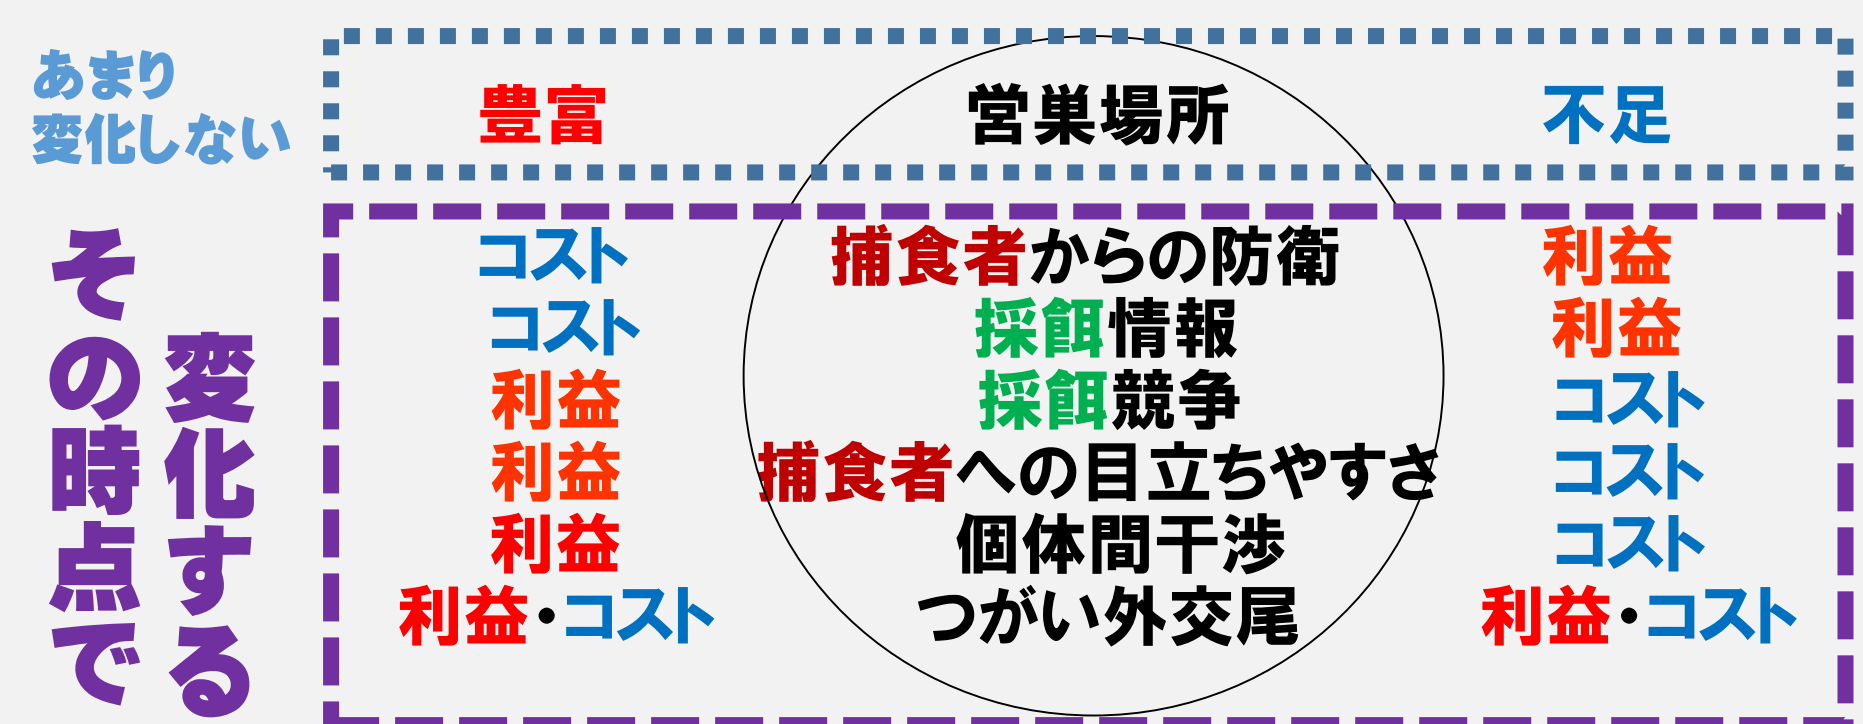 あまり
変化しない
豊富 営巣場所 不足
その時点で
変化する
コスト 捕食者からの防衛 利益
コスト 採餌情報 利益
利益 採餌競争 コスト
利益 捕食者への目立ちやすさ コスト
利益 個体間干渉 コスト
利益・コスト つがい外交尾 利益・コスト